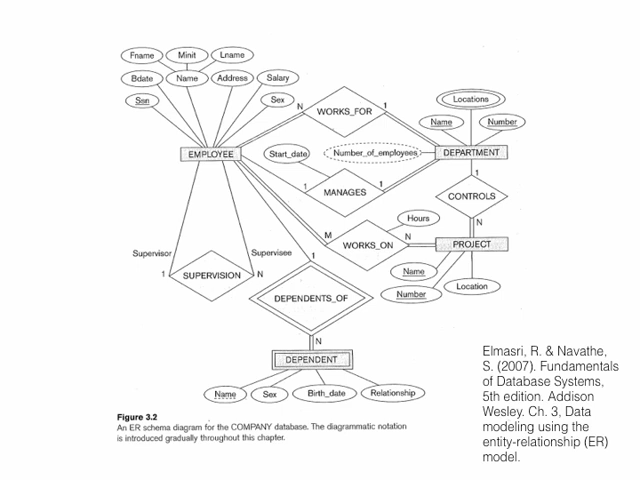 Fname Minit Lname
Bdate Name Address Salary
Ssn Sex
N WORKS_FOR 1
Locations
Name Number
EMPLOYEE Start_date Number_of_employees DEPARTMENT
1 MANAGES 1
1
CONTROLS
N
Hours
M WORKS_ON N PROJECT
Supervisor Supervisee
1 SUPERVISION N
1
Name
Number Location
DEPENDENTS_OF
N
DEPENDENT
Name Sex Birth_date Relationship
Figure 3.2
An ER schema diagram for the COMPANY database. The diagrammatic notation
is introduced gradually throughout this chapter.
Elmasri, R. & Navathe,
S. (2007). Fundamentals
of Database Systems,
5th edition. Addison
Wesley. Ch. 3, Data
modeling using the
entity-relationship (ER)
model.